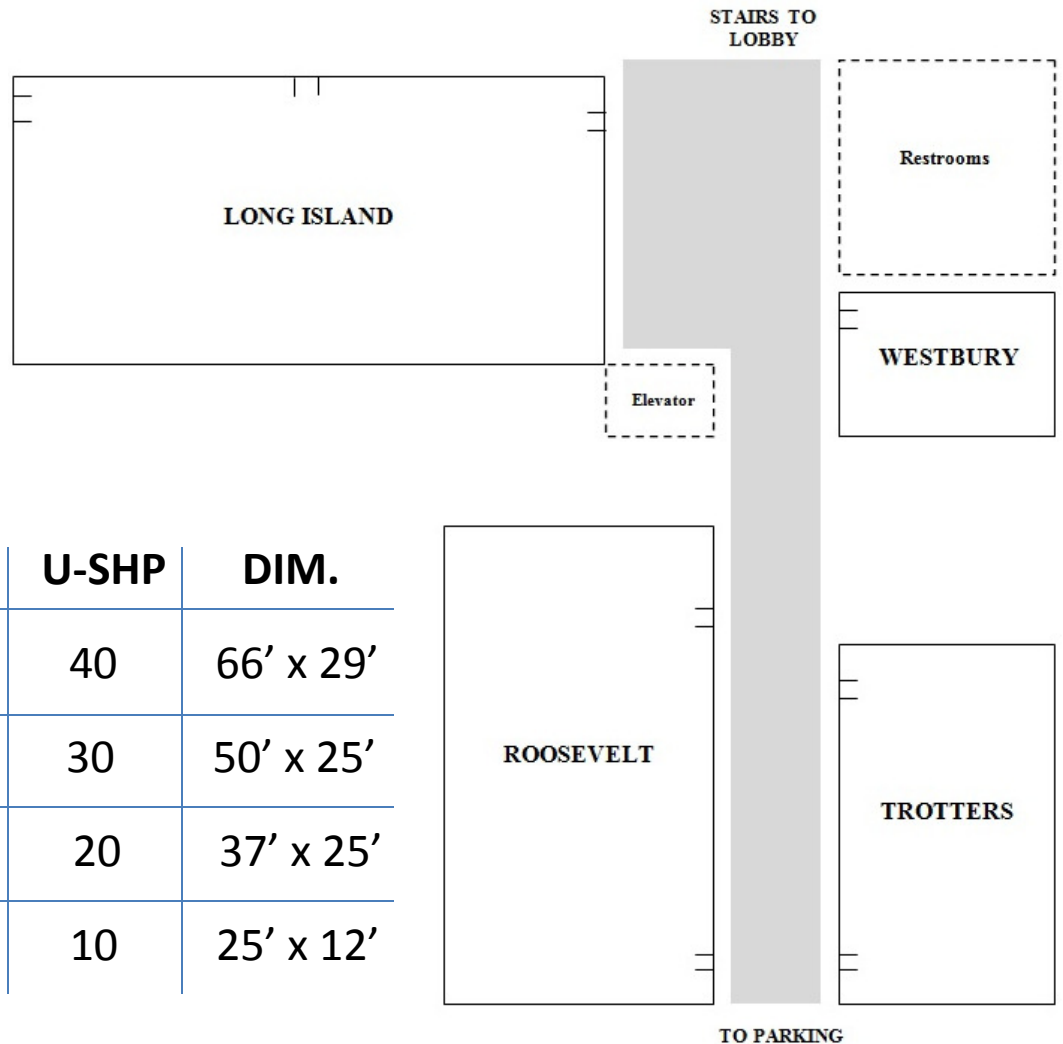 STAIRS TO
LOBBY
Restrooms
LONG ISLAND
WESTBURY
Elevator
U-SHP DIM.
40 66’ x 29’
30 50’ x 25’
20 37’ x 25’
10 25’ x 12’
ROOSEVELT
TROTTERS
TO PARKING